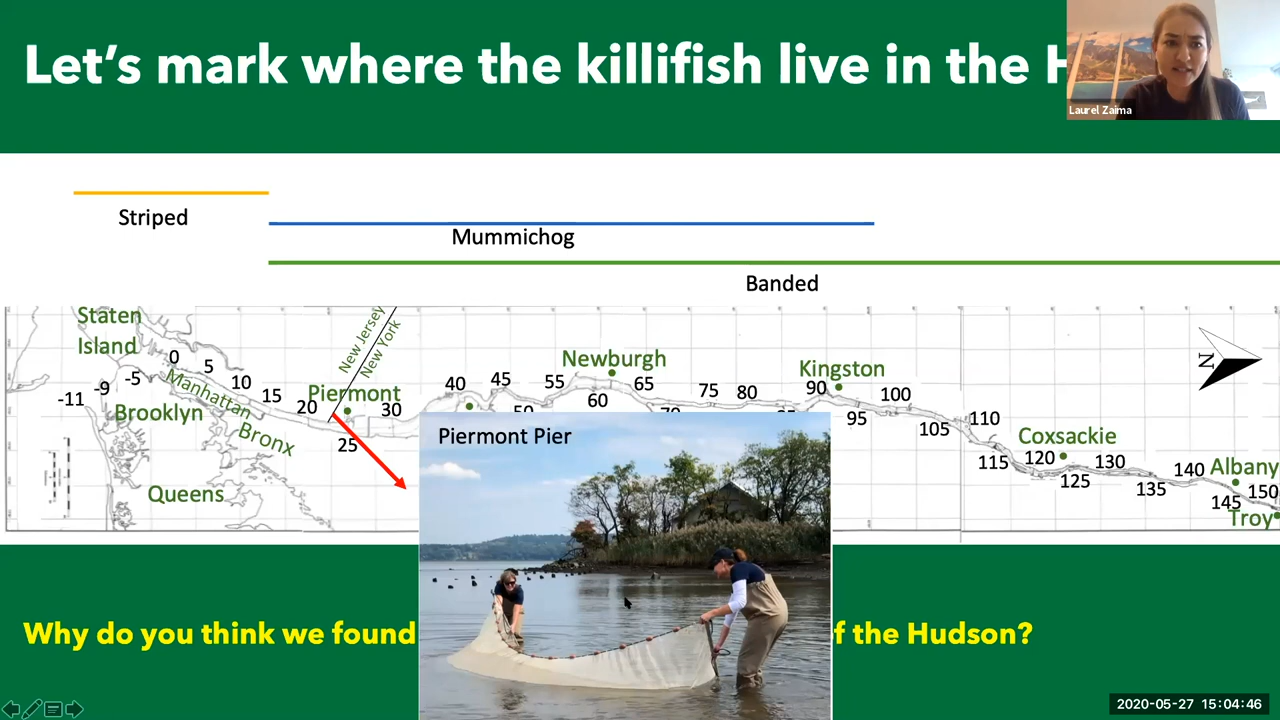 Let's mark where the killifish live in the H
Laurel Zaima
Striped
Mummichog
Banded
Staten
Island
0
5
-5
-9
10
-11
15
20
Manhattan
Brooklyn
Bronx
Queens
New Jersey
New York
Piermont
25
30
40
45
55
Newburgh
60
65
75
80
Kingston
90
95
100
105
110
115
Coxsackie
120
125
130
135
140
Albany
145
150
Troy
N
Piermont Pier
Why do you think we found
f the Hudson?
2020-05-27 15:04:46